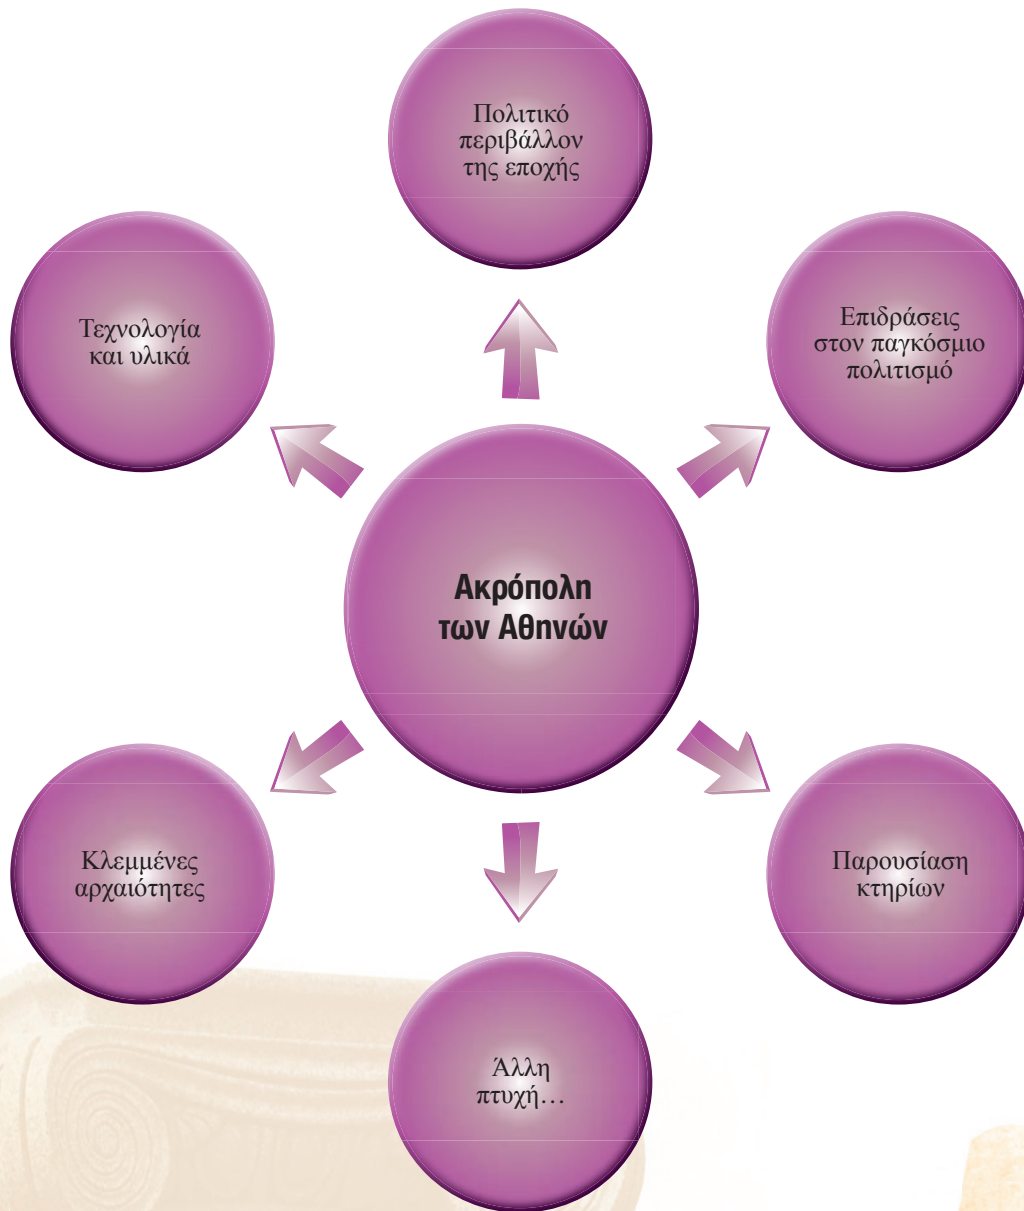 Πολιτικό
περιβάλλον
της εποχής
Τεχνολογία
και υλικά
Επιδράσεις
στον παγκόσμιο
πολιτισμό
Ακρόπολη
των Αθηνών
Κλεμμένες
αρχαιότητες
Παρουσίαση
κτηρίων
Άλλη
πτυχή…